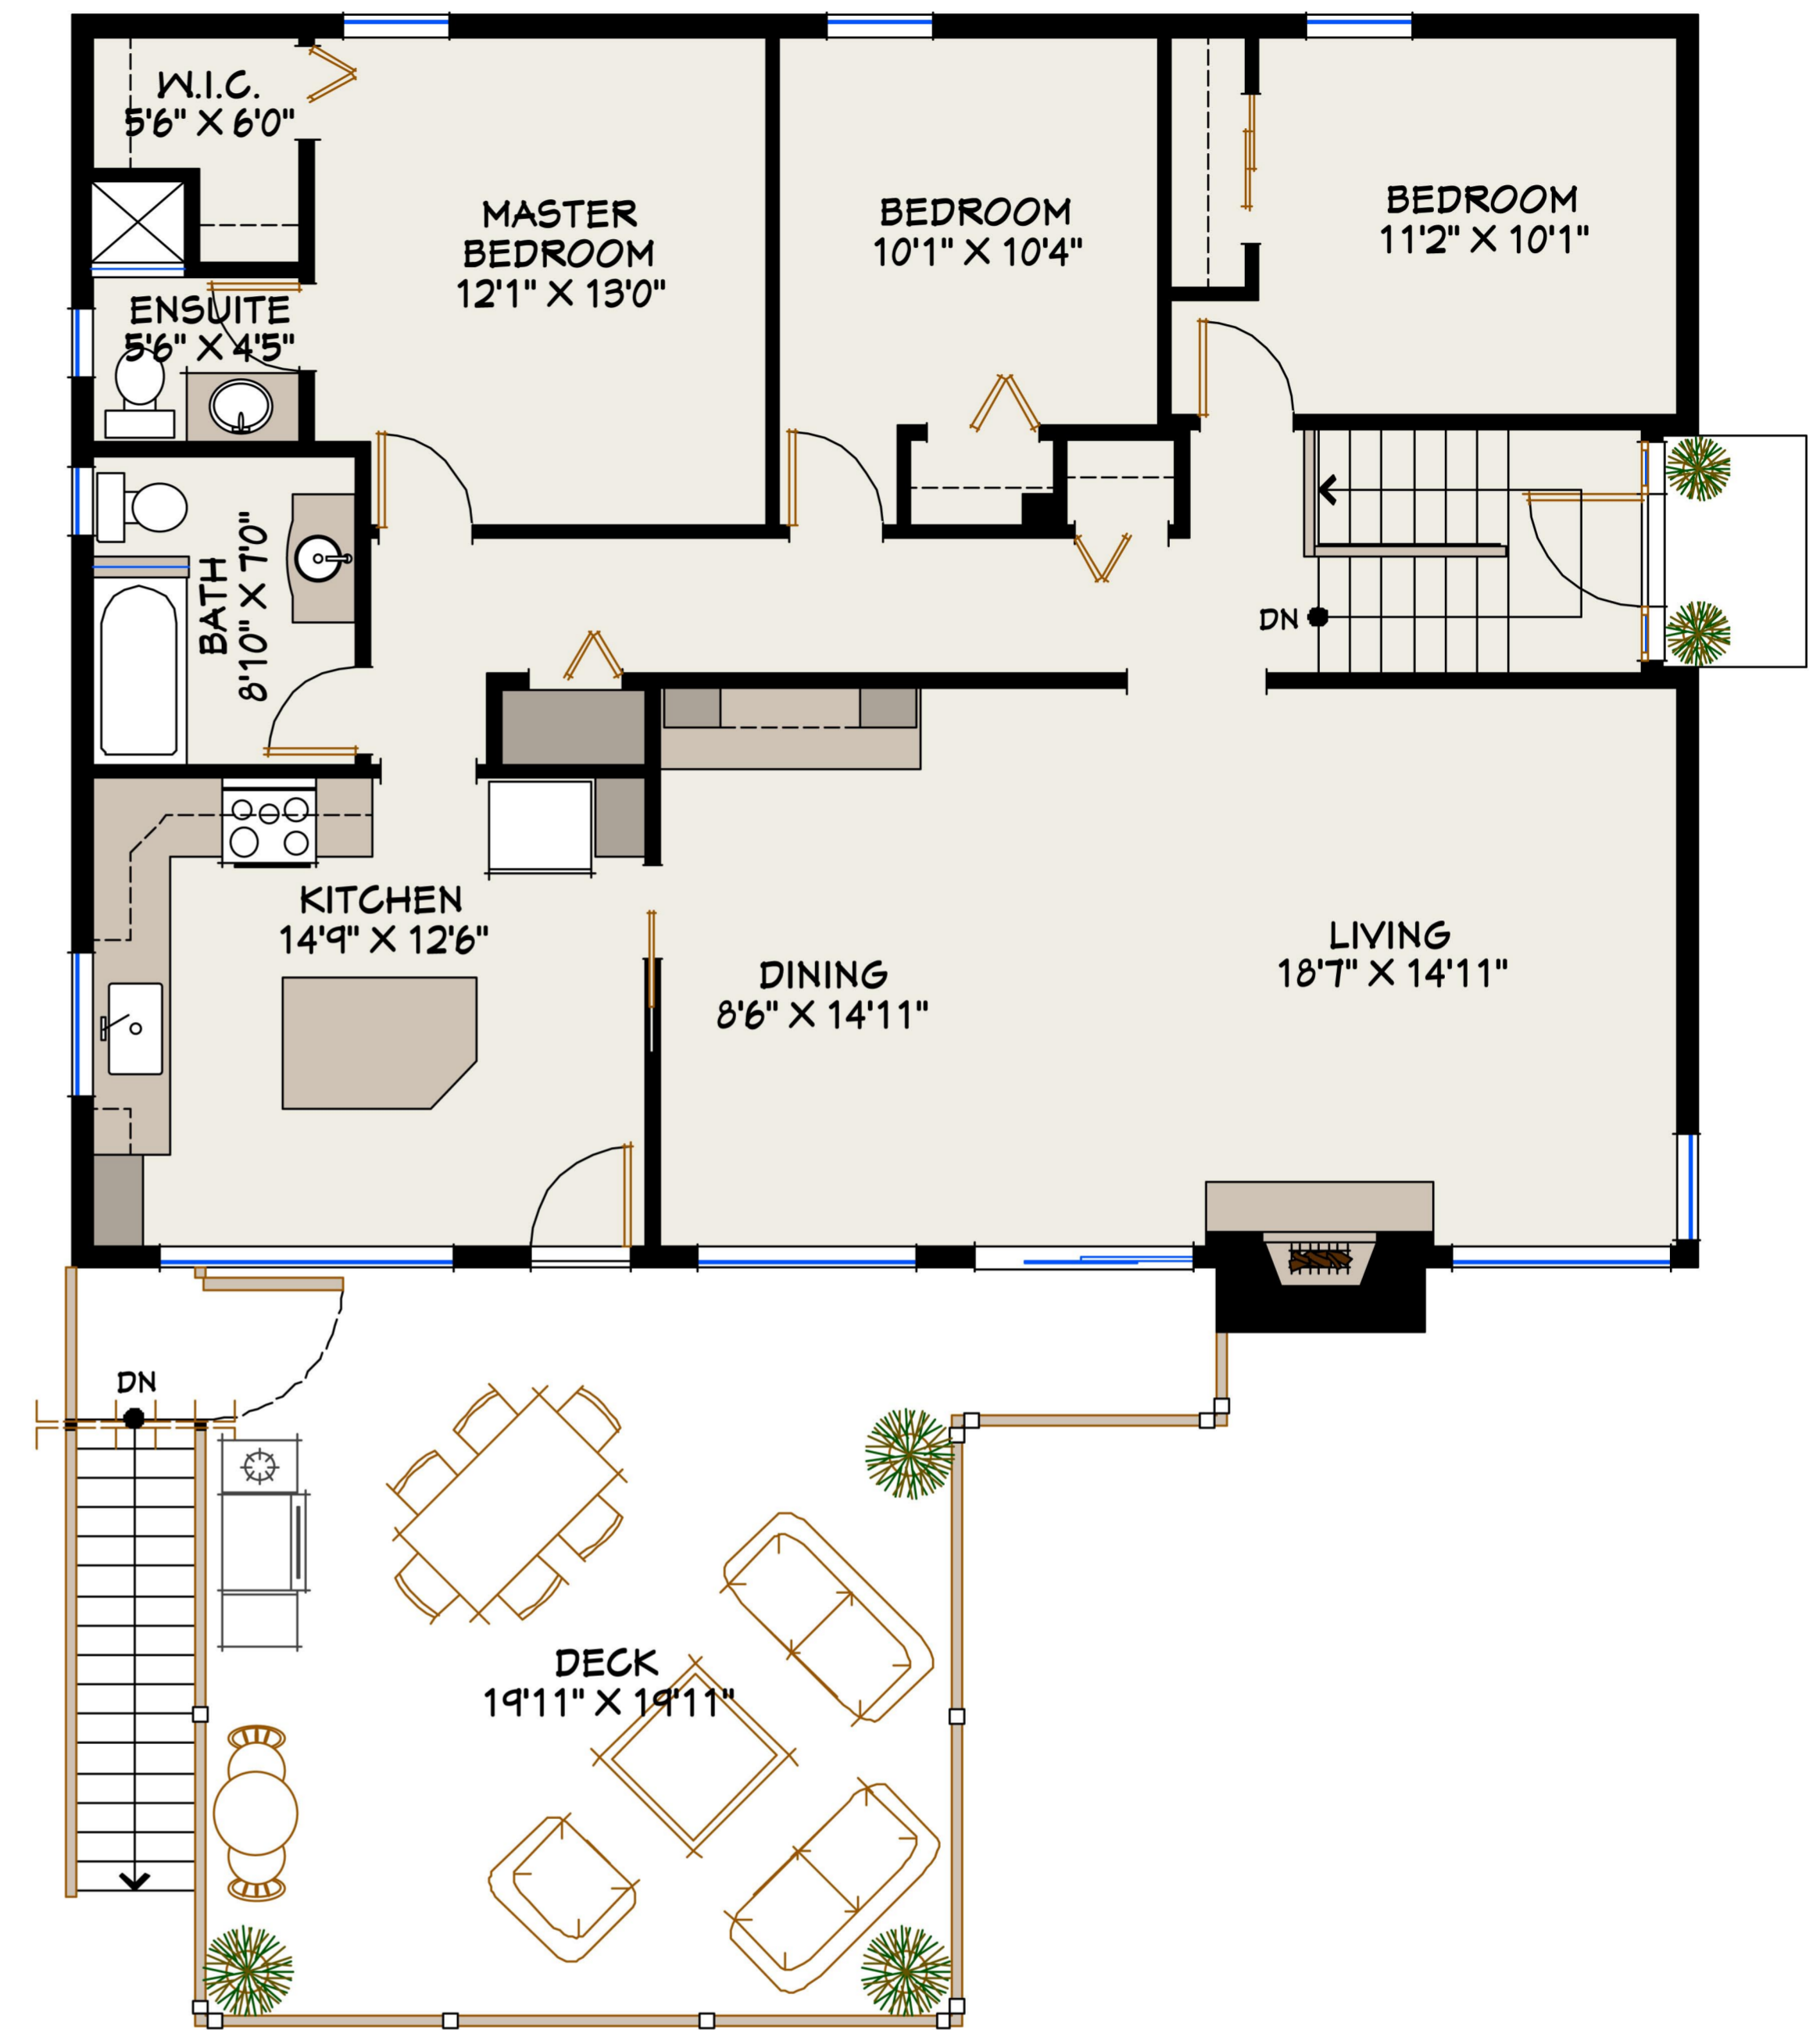 W.I.C.
5'6" X 6'0"
MASTER
BEDROOM
12'1" X 13'0"
BEDROOM
10'1" X 10'4"
BEDROOM
11'2" X 10'1"
ENSUITE
5'6" X 4'5"
BATH
8'10" X 7'0"
DN
KITCHEN
14'9" X 12'6"
DINING
8'6" X 14'11"
LIVING
18'7" X 14'11"
DN
DECK
19'11" X 19'11"